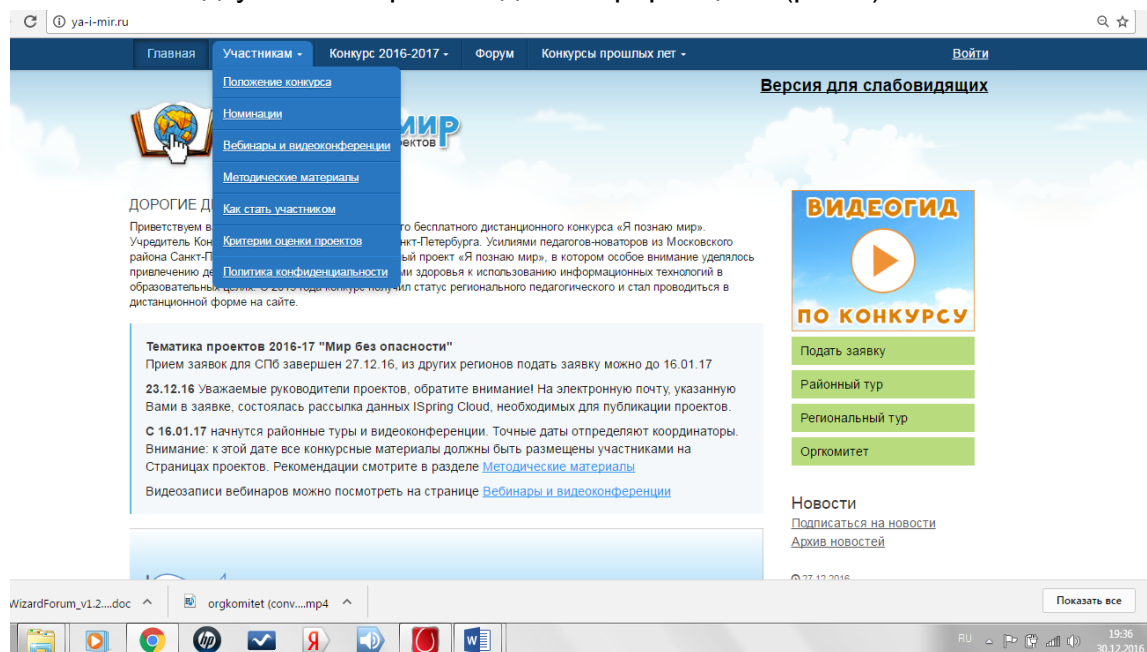 ya-i-mir.ru
Главная Участникам Конкурс 2016-2017 Форум Конкурсы прошлых лет Войти
Положение конкурса
Номинации
Вебинары и видеоконференции
Методические материалы
Как стать участником
Критерии оценки проектов
Политика конфиденциальности
Версия для слабовидящих
мир
ектов
ДОРОГИЕ Д
Приветствуем в го бесплатного дистанционного конкурса «Я познаю мир».
Учредитель Кон нкт-Петербурга. Усилиями педагогов-новаторов из Московского
района Санкт-П ый проект «Я познаю мир», в котором особое внимание уделялось
привлечению де ми здоровья к использованию информационных технологий в
образовательных целях. С 2015 года конкурс получил статус регионального педагогического и стал проводиться в
дистанционной форме на сайте.
Тематика проектов 2016-17 "Мир без опасности"
Прием заявок для СПб завершен 27.12.16, из других регионов подать заявку можно до 16.01.17
23.12.16 Уважаемые руководители проектов, обратите внимание! На электронную почту, указанную
Вами в заявке, состоялась рассылка данных ISpring Cloud, необходимых для публикации проектов.
С 16.01.17 начнутся районные туры и видеоконференции. Точные даты отпределяют координаторы.
Внимание: к этой дате все конкурсные материалы должны быть размещены участниками на
Страницах проектов. Рекомендации смотрите в разделе Методические материалы
Видеозаписи вебинаров можно посмотреть на странице Вебинары и видеоконференции
ВИДЕОГИД
ПО КОНКУРСУ
Подать заявку
Районный тур
Региональный тур
Оргкомитет
Новости
Подписаться на новости
Архив новостей
27.12.2016
WizardForum_v1.2....doc orgkomitet (conv....mp4 Показать все
hp Я W RU 19:36
30.12.2016